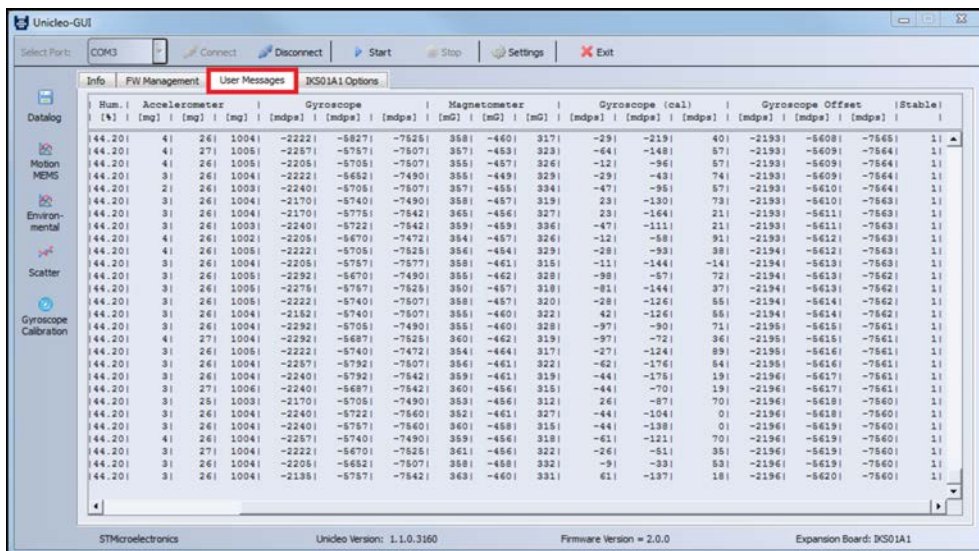 Unicleo-GUI
Select Port: COM3 Connect Disconnect Start Stop Settings Exit
Info FW Management User Messages IKS01A1 Options
Datalog
Motion MEMS
Environ-mental
Scatter
Gyroscope Calibration
| Hum.| Accelerometer | Gyroscope | Magnetometer | Gyroscope (cal) | Gyroscope Offset |Stable|
| [%] | [mg] | [mg] | [mg] | [mdps] | [mdps] | [mdps] | [mG] | [mG] | [mG] | [mdps] | [mdps] | [mdps] | [mdps] | [mdps] | [mdps] | |
|44.20| 4| 26| 1004| -2222| -5827| -7525| 358| -460| 317| -29| -219| 40| -2193| -5608| -7565| 1|
|44.20| 4| 27| 1005| -2257| -5757| -7507| 357| -453| 323| -64| -148| 57| -2193| -5609| -7564| 1|
|44.20| 4| 26| 1005| -2205| -5705| -7507| 355| -457| 326| -12| -96| 57| -2193| -5609| -7564| 1|
|44.20| 3| 26| 1004| -2222| -5652| -7490| 355| -449| 329| -29| -43| 74| -2193| -5609| -7564| 1|
|44.20| 2| 26| 1003| -2240| -5705| -7507| 357| -455| 334| -47| -95| 57| -2193| -5610| -7564| 1|
|44.20| 3| 26| 1004| -2170| -5740| -7490| 358| -457| 319| 23| -130| 73| -2193| -5610| -7563| 1|
|44.20| 3| 26| 1004| -2170| -5775| -7542| 365| -456| 327| 23| -164| 21| -2193| -5611| -7563| 1|
|44.20| 3| 26| 1003| -2240| -5722| -7542| 359| -459| 336| -47| -111| 21| -2193| -5611| -7563| 1|
|44.20| 4| 26| 1002| -2205| -5670| -7472| 354| -457| 326| -12| -58| 91| -2193| -5612| -7563| 1|
|44.20| 4| 26| 1005| -2222| -5705| -7525| 356| -454| 329| -28| -93| 38| -2194| -5612| -7563| 1|
|44.20| 3| 26| 1004| -2205| -5757| -7577| 358| -461| 315| -11| -144| -14| -2194| -5613| -7563| 1|
|44.20| 3| 26| 1005| -2292| -5670| -7490| 355| -462| 328| -98| -57| 72| -2194| -5613| -7562| 1|
|44.20| 3| 26| 1005| -2275| -5757| -7525| 350| -457| 318| -81| -144| 37| -2194| -5613| -7562| 1|
|44.20| 3| 26| 1005| -2222| -5740| -7507| 358| -457| 320| -28| -126| 55| -2194| -5614| -7562| 1|
|44.20| 3| 26| 1004| -2152| -5740| -7507| 355| -460| 322| 42| -126| 55| -2194| -5614| -7562| 1|
|44.20| 3| 26| 1004| -2292| -5705| -7490| 355| -460| 328| -97| -90| 71| -2195| -5615| -7561| 1|
|44.20| 4| 27| 1004| -2292| -5687| -7525| 360| -462| 319| -97| -72| 36| -2195| -5615| -7561| 1|
|44.20| 3| 26| 1005| -2222| -5740| -7472| 354| -464| 317| -27| -124| 89| -2195| -5616| -7561| 1|
|44.20| 3| 26| 1004| -2257| -5792| -7507| 356| -461| 322| -62| -176| 54| -2195| -5616| -7561| 1|
|44.20| 3| 26| 1004| -2240| -5792| -7542| 359| -461| 319| -44| -175| 19| -2196| -5617| -7561| 1|
|44.20| 3| 27| 1006| -2240| -5687| -7542| 360| -456| 315| -44| -70| 19| -2196| -5617| -7561| 1|
|44.20| 3| 25| 1003| -2170| -5705| -7490| 353| -456| 312| 26| -87| 70| -2196| -5618| -7560| 1|
|44.20| 3| 26| 1004| -2240| -5722| -7560| 352| -461| 327| -44| -104| 0| -2196| -5618| -7560| 1|
|44.20| 3| 26| 1004| -2240| -5757| -7560| 360| -458| 315| -44| -138| 0| -2196| -5619| -7560| 1|
|44.20| 4| 26| 1004| -2257| -5740| -7490| 359| -456| 318| -61| -121| 70| -2196| -5619| -7560| 1|
|44.20| 3| 27| 1004| -2222| -5670| -7525| 361| -456| 322| -26| -51| 35| -2196| -5619| -7560| 1|
|44.20| 3| 26| 1004| -2205| -5652| -7507| 358| -458| 332| -9| -33| 53| -2196| -5619| -7560| 1|
|44.20| 3| 26| 1004| -2135| -5757| -7542| 363| -460| 331| 61| -137| 18| -2196| -5620| -7560| 1|
STMicroelectronics Unicleo Version: 1.1.0.3160 Firmware Version = 2.0.0 Expansion Board: IKS01A1